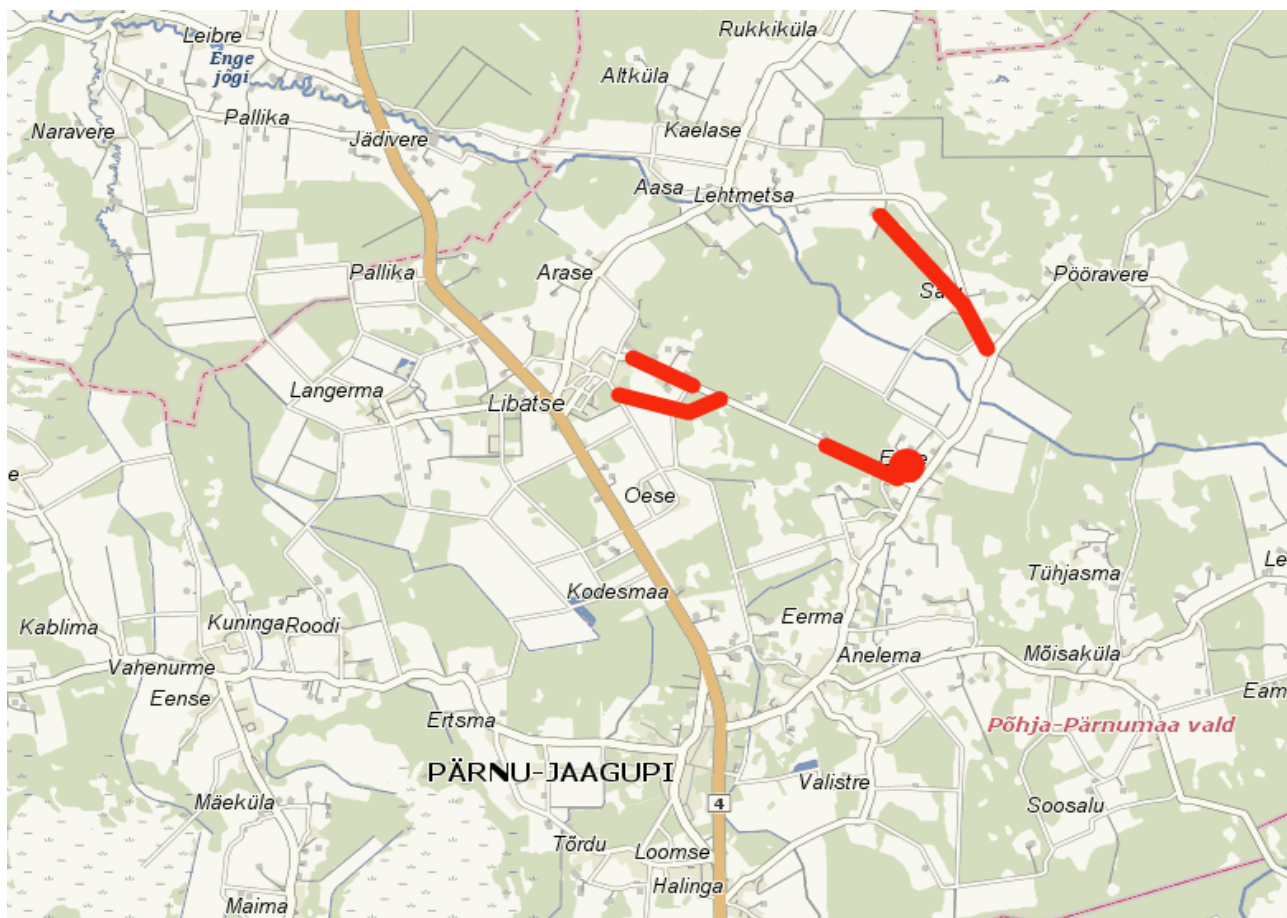 Rukkiküla
Leibre
Enge
jõgi
Altküla
Pallika
Kaelase
Naravere
Jädivere
Aasa
Lehtmetsa
Pallika
Arase
Pööravere
Langerma
Libatse
e
Oese
Tühjasma
Le
Kodesmaa
Eerma
Kablima
Kuninga
Roodi
Anelema
Mõisaküla
Vahenurme
Eense
Eam
Ertsma
Põhja-Pärnumaa vald
PÄRNU-JAAGUPI
Valistre
Mäeküla
4
Soosalu
Tõrdu
Loomse
Halinga
Maima